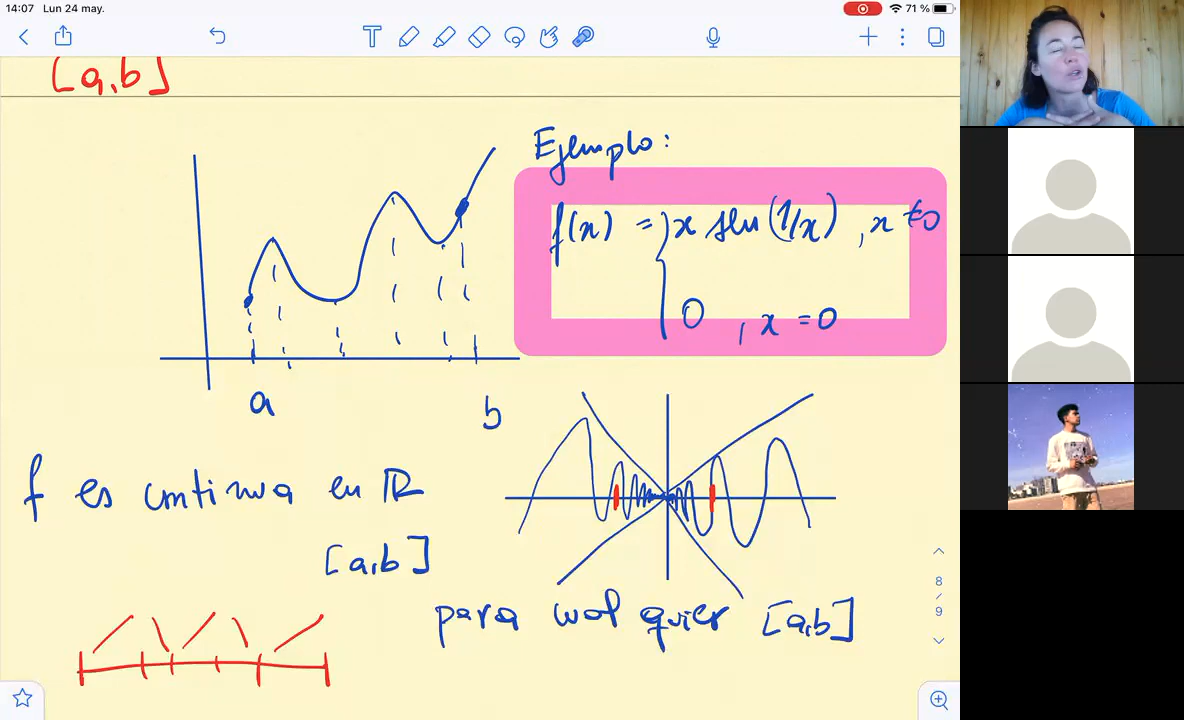 14:07 Lun 24 may.
71 %
[a,b]
Ejemplo:
f(x) = { x sen(1/x) , x ≠ 0
0 , x = 0
a
b
f es continua en ℝ
[a,b]
para cualquier [a,b]
8
/
9